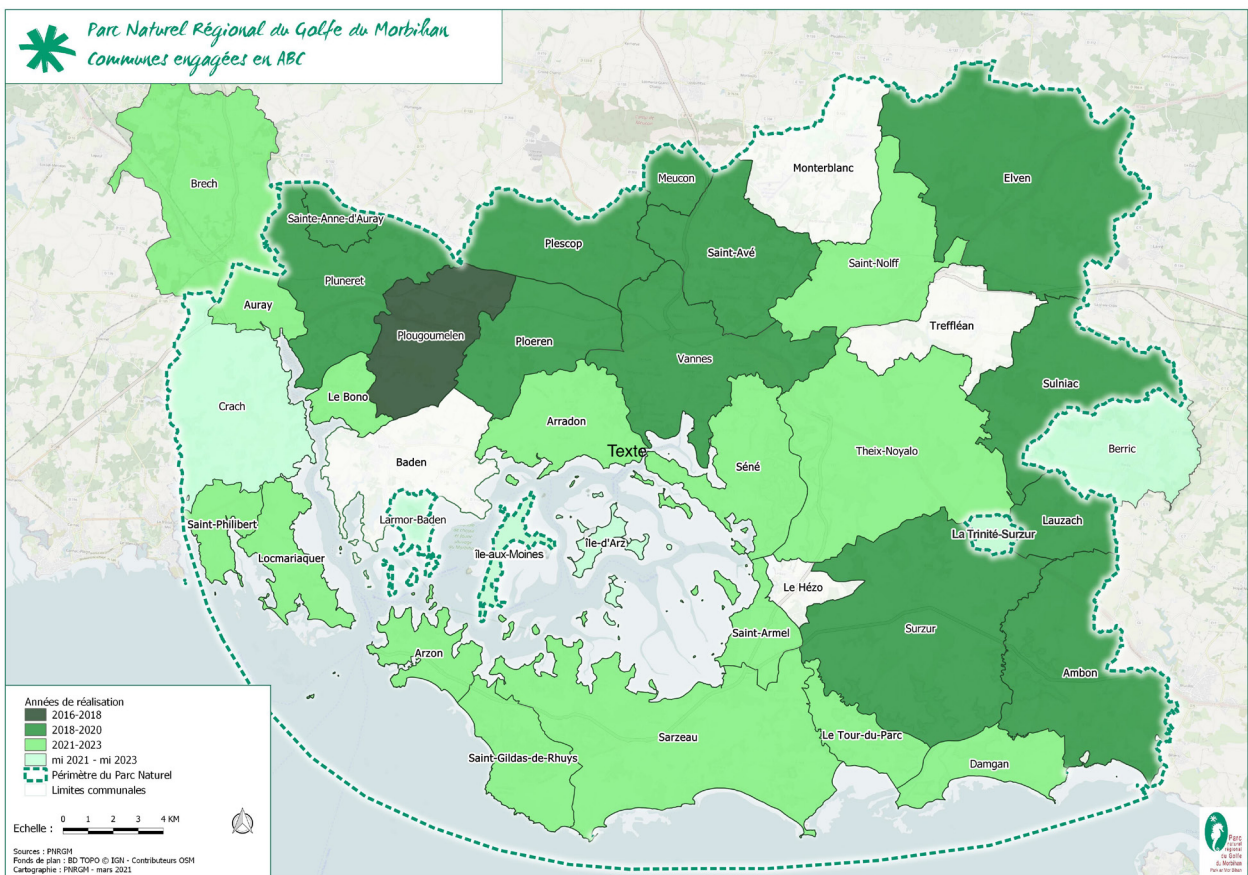 Parc Naturel Régional du Golfe du Morbihan
Communes engagées en ABC
Brech
Monterblanc
Elven
Meucon
Sainte-Anne-d'Auray
Plescop
Saint-Avé
Saint-Nolff
Pluneret
Auray
Plougoumelen
Ploeren
Vannes
Treffléan
Sulniac
Le Bono
Crach
Arradon
Texte
Baden
Séné
Theix-Noyalo
Berric
Larmor-Baden
Lauzach
Saint-Philibert
La Trinité-Surzur
île-aux-Moines
île-d'Arz
Locmariaquer
Le Hézo
Surzur
Saint-Armel
Arzon
Ambon
Sarzeau
Le Tour-du-Parc
Saint-Gildas-de-Rhuys
Damgan
Années de réalisation
2016-2018
2018-2020
2021-2023
mi 2021 - mi 2023
Périmètre du Parc Naturel
Limites communales
Echelle :
0 1 2 3 4 KM
Sources : PNRGM
Fonds de plan : BD TOPO © IGN - Contributeurs OSM
Cartographie : PNRGM - mars 2021
Parc
naturel
régional
du Golfe
du Morbihan